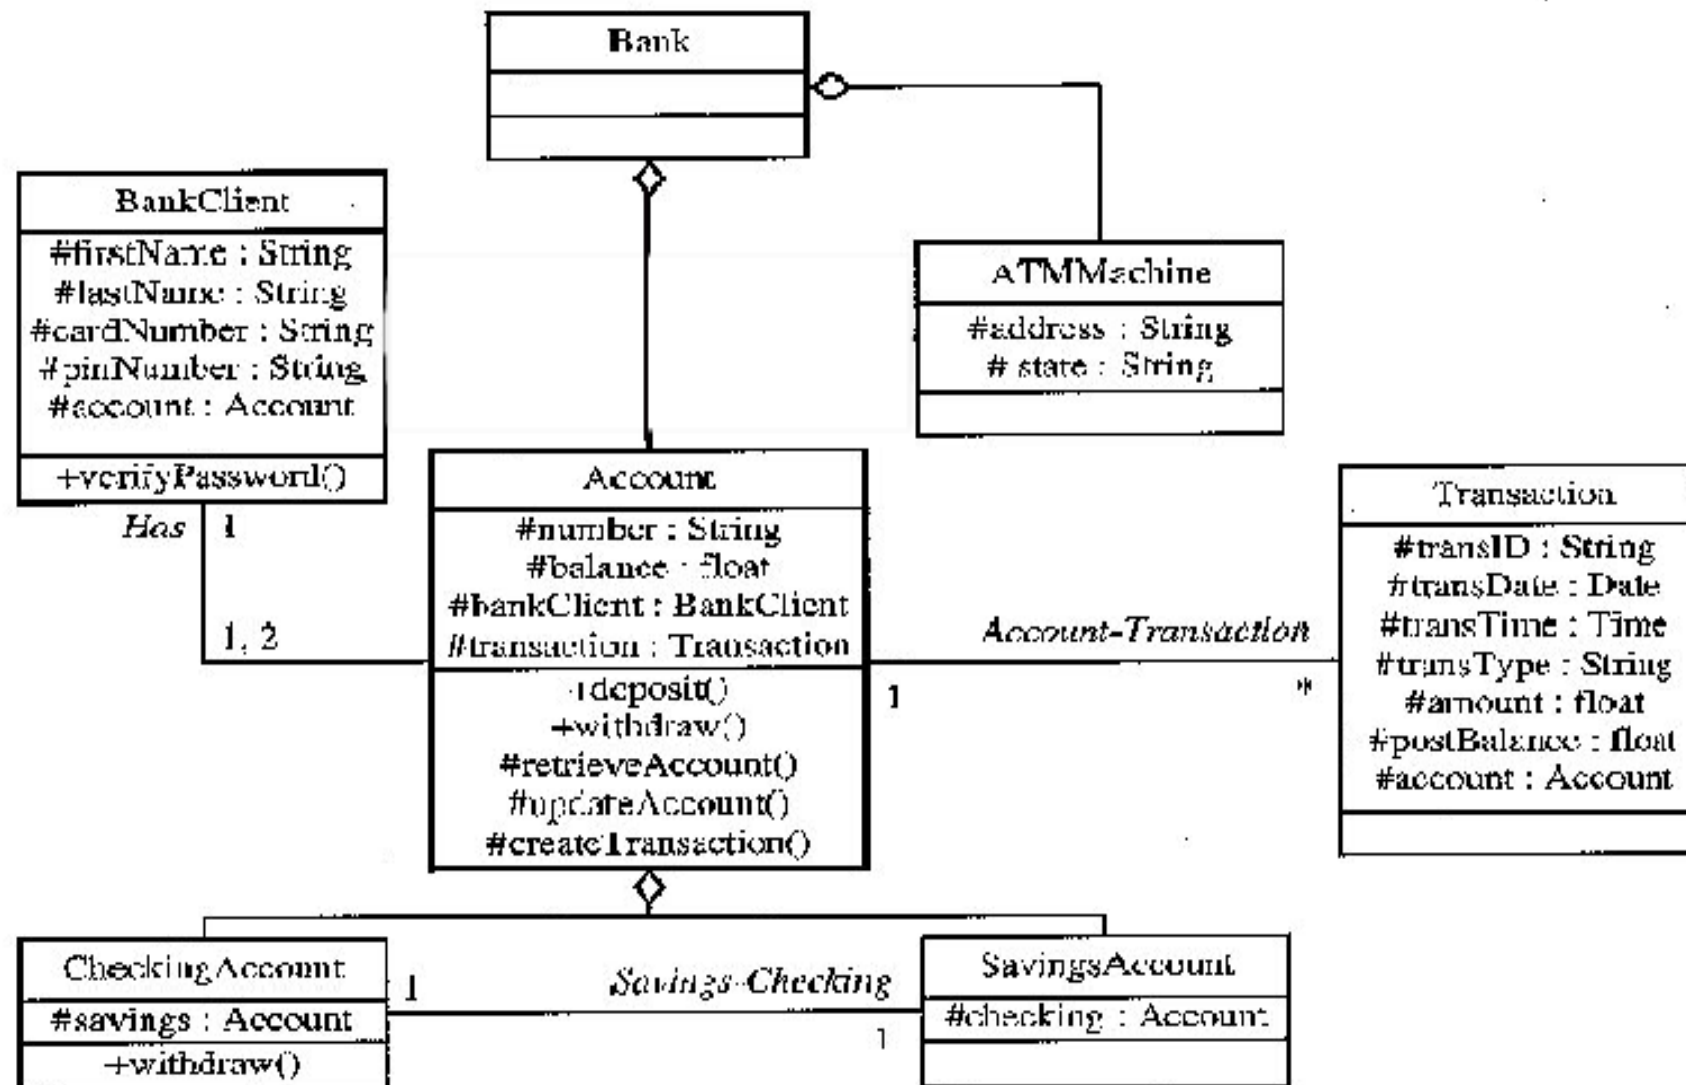 Bank
BankClient
#firstName : String
#lastName : String
#cardNumber : String
#pinNumber : String
#account : Account
+verifyPassword()
Has
1
1, 2
ATMMachine
#address : String
# state : String
Account
#number : String
#balance : float
#bankClient : BankClient
#transaction : Transaction
+deposit()
+withdraw()
#retrieveAccount()
#updateAccount()
#createTransaction()
Account-Transaction
1
*
Transaction
#transID : String
#transDate : Date
#transTime : Time
#transType : String
#amount : float
#postBalance : float
#account : Account
CheckingAccount
#savings : Account
+withdraw()
1
Savings-Checking
1
SavingsAccount
#checking : Account